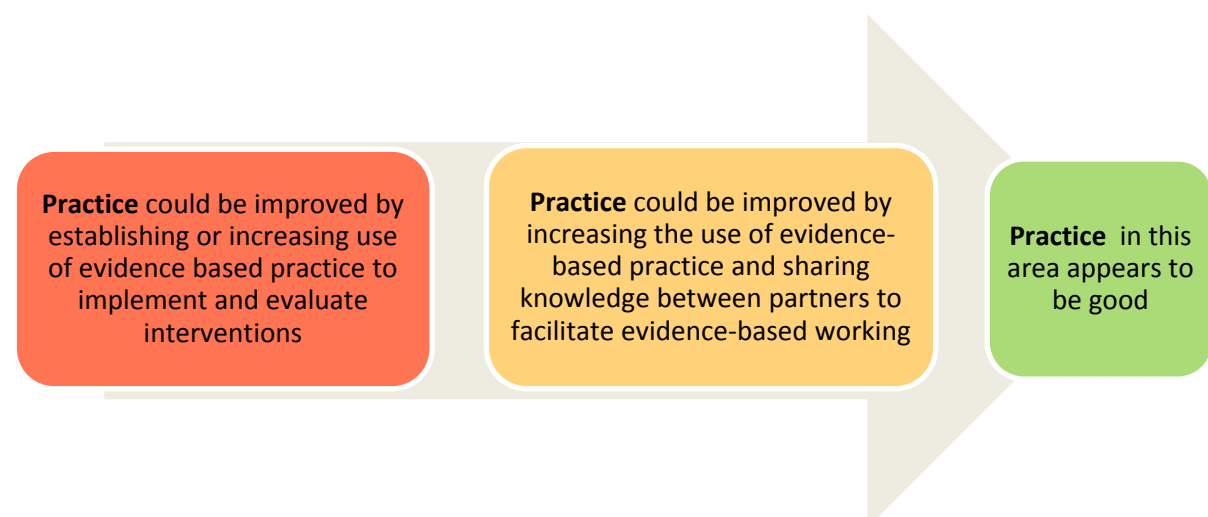 Practice could be improved by
establishing or increasing use
of evidence based practice to
implement and evaluate
interventions
Practice could be improved by
increasing the use of evidence-
based practice and sharing
knowledge between partners to
facilitate evidence-based working
Practice  in this
area appears to
be good